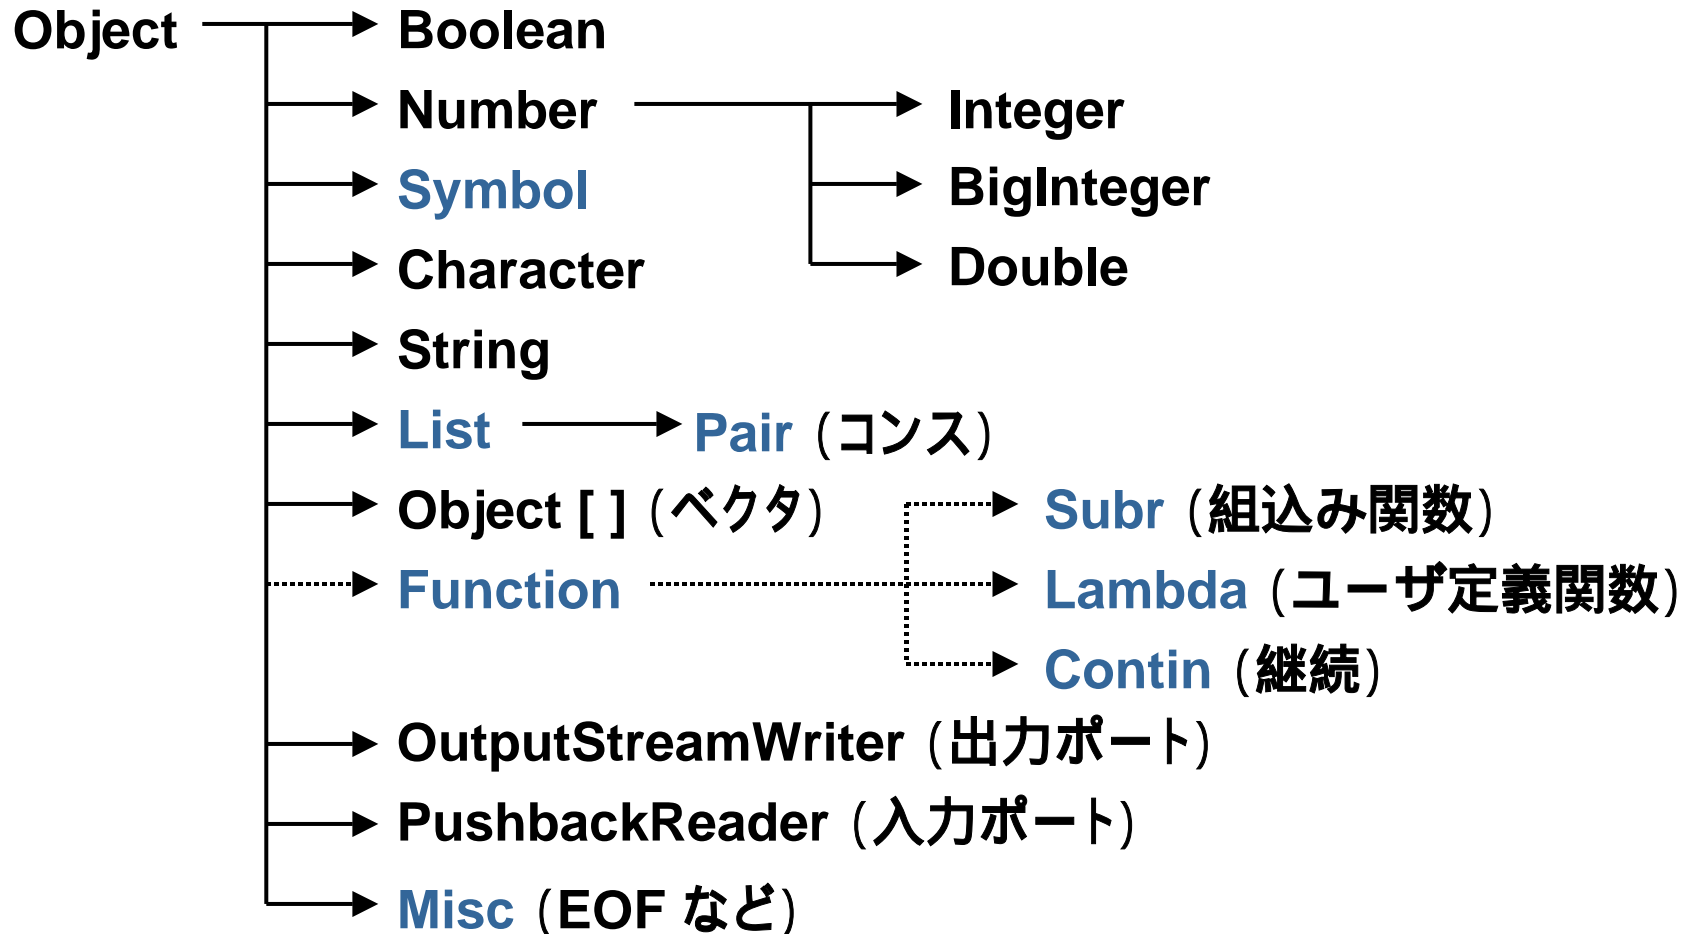 Object Boolean
Number Integer
Symbol BigInteger
Character Double
String
List Pair (コンス)
Object [ ] (ベクタ) Subr (組込み関数)
Function Lambda (ユーザ定義関数)
Contin (継続)
OutputStreamWriter (出力ポート)
PushbackReader (入力ポート)
Misc (EOF など)